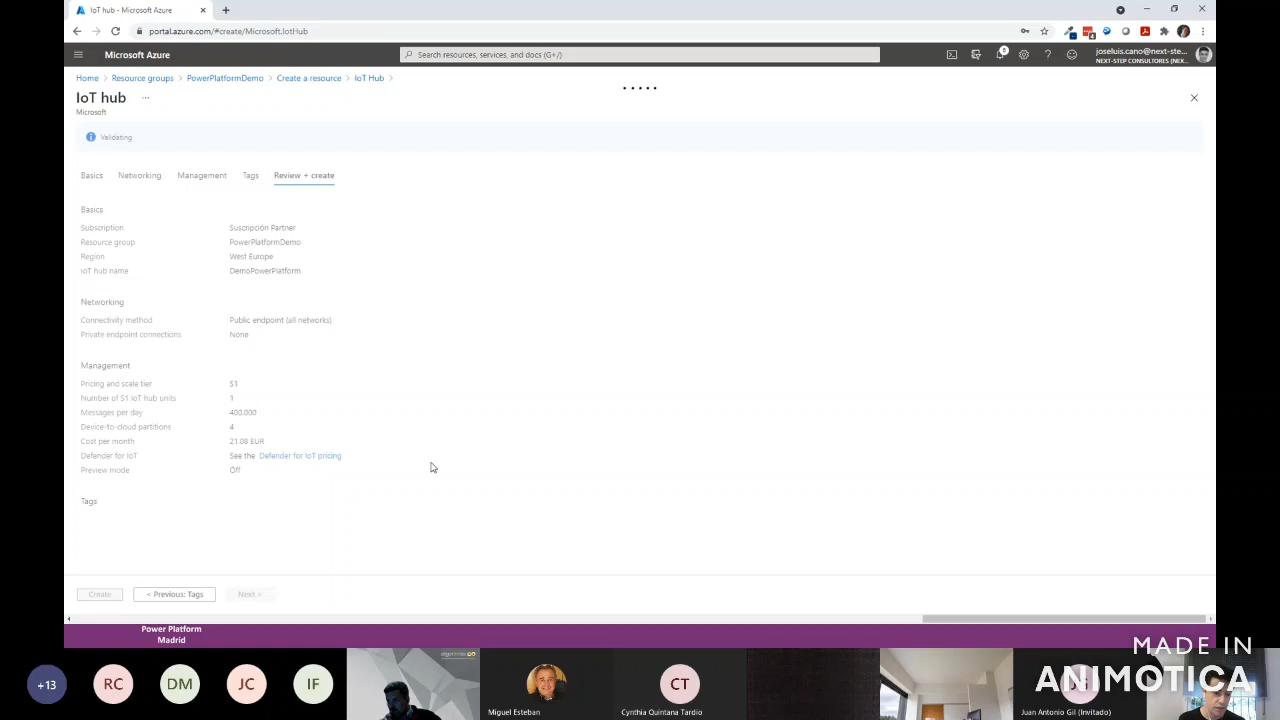 IoT hub - Microsoft Azure
portal.azure.com/#create/Microsoft.IotHub
Microsoft Azure
Search resources, services, and docs (G+/)
joseluis.cano@next-ste...
NEXT-STEP CONSULTORES (NEX...
Home > Resource groups > PowerPlatformDemo > Create a resource > IoT Hub >
IoT hub ...
Microsoft
Validating
Basics Networking Management Tags Review + create
Basics
Subscription Suscripción Partner
Resource group PowerPlatformDemo
Region West Europe
IoT hub name DemoPowerPlatform
Networking
Connectivity method Public endpoint (all networks)
Private endpoint connections None
Management
Pricing and scale tier S1
Number of S1 IoT hub units 1
Messages per day 400.000
Device-to-cloud partitions 4
Cost per month 21.08 EUR
Defender for IoT See the Defender for IoT pricing
Preview mode Off
Tags
Create < Previous: Tags Next >
Power Platform
Madrid
MADE IN
ANIMOTICA
+13 RC DM JC IF CT
Miguel Esteban Cynthia Quintana Tardio Juan Antonio Gil (Invitado)